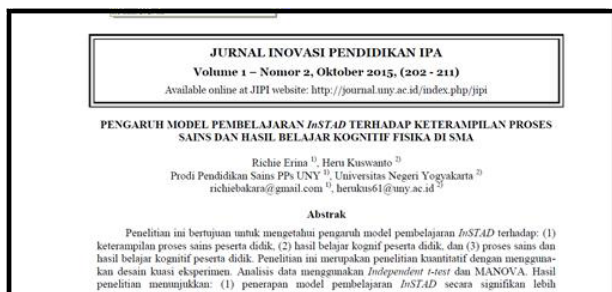 JURNAL INOVASI PENDIDIKAN IPA
Volume 1 – Nomor 2, Oktober 2015, (202 - 211)
Available online at JIPI website: http://journal.uny.ac.id/index.php/jipi
PENGARUH MODEL PEMBELAJARAN InSTAD TERHADAP KETERAMPILAN PROSES
SAINS DAN HASIL BELAJAR KOGNITIF FISIKA DI SMA
Richie Erina 1), Heru Kuswanto 2)
Prodi Pendidikan Sains PPs UNY 1), Universitas Negeri Yogyakarta 2)
richiebakara@gmail.com 1), herukus61@uny.ac.id 2)
Abstrak
Penelitian ini bertujuan untuk mengetahui pengaruh model pembelajaran InSTAD terhadap: (1)
keterampilan proses sains peserta didik, (2) hasil belajar kognif peserta didik, dan (3) proses sains dan
hasil belajar kognitif peserta didik. Penelitian ini merupakan penelitian kuantitatif dengan mengguna-
kan desain kuasi eksperimen. Analisis data menggunakan Independent t-test dan MANOVA. Hasil
penelitian menunjukkan: (1) penerapan model pembelajaran InSTAD secara signifikan lebih